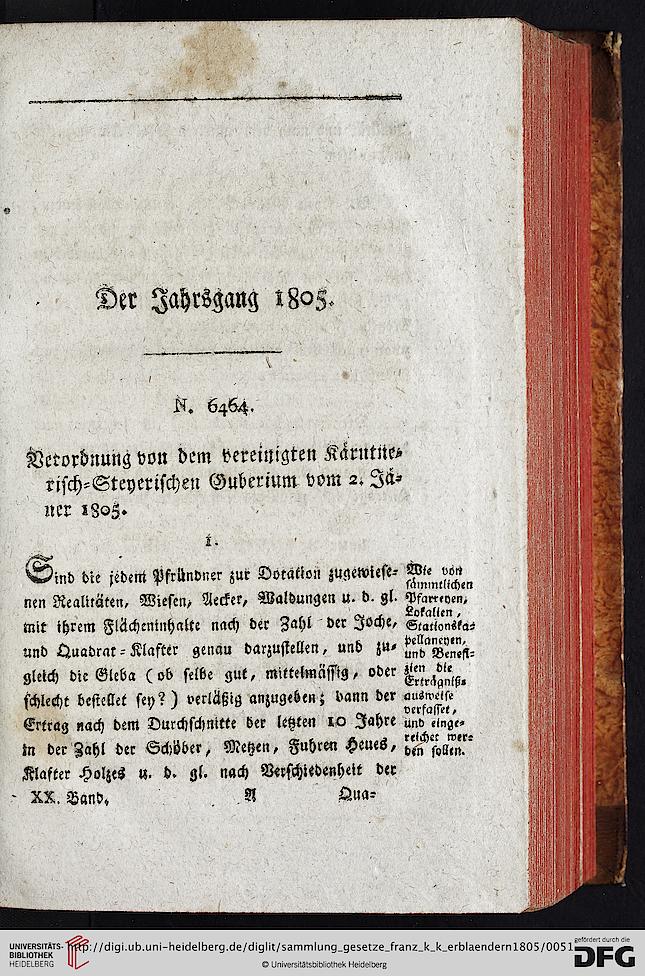 Der Jahrsgang 1805.
N. 6464.
Verordnung von dem vereinigten Kärutne-
risch-Steyerischen Guberium vom 2. Jä-
ner 1805.
1.
Sind die jedem Pfründner zur Dotation zugewiese-
nen Realitäten, Wiesen, Aecker, Waldungen u. d. gl.
mit ihrem Flächeninhalte nach der Zahl der Joche,
und Quadrat-Klafter genau darzustellen, und zu-
gleich die Gleba (ob selbe gut, mittelmässig, oder
schlecht bestellet sey?) verläßig anzugeben; dann der
Ertrag nach dem Durchschnitte der letzten 10 Jahre
in der Zahl der Schöber, Metzen, Fuhren Heues,
Klafter Holzes u. d. gl. nach Verschiedenheit der
Wie von
sämmtlichen
Pfarreyen,
Lokalien,
Stationska-
pellaneyen,
und Benefi-
zien die
Erträgniß-
ausweise
verfasset,
und einge-
reichet wer-
den sollen.
XX. Band.
A
Qua-
UNIVERSITÄTS-
BIBLIOTHEK
HEIDELBERG
http://digi.ub.uni-heidelberg.de/diglit/sammlung_gesetze_franz_k_k_erblaendern1805/0051
© Universitätsbibliothek Heidelberg
gefördert durch die
DFG